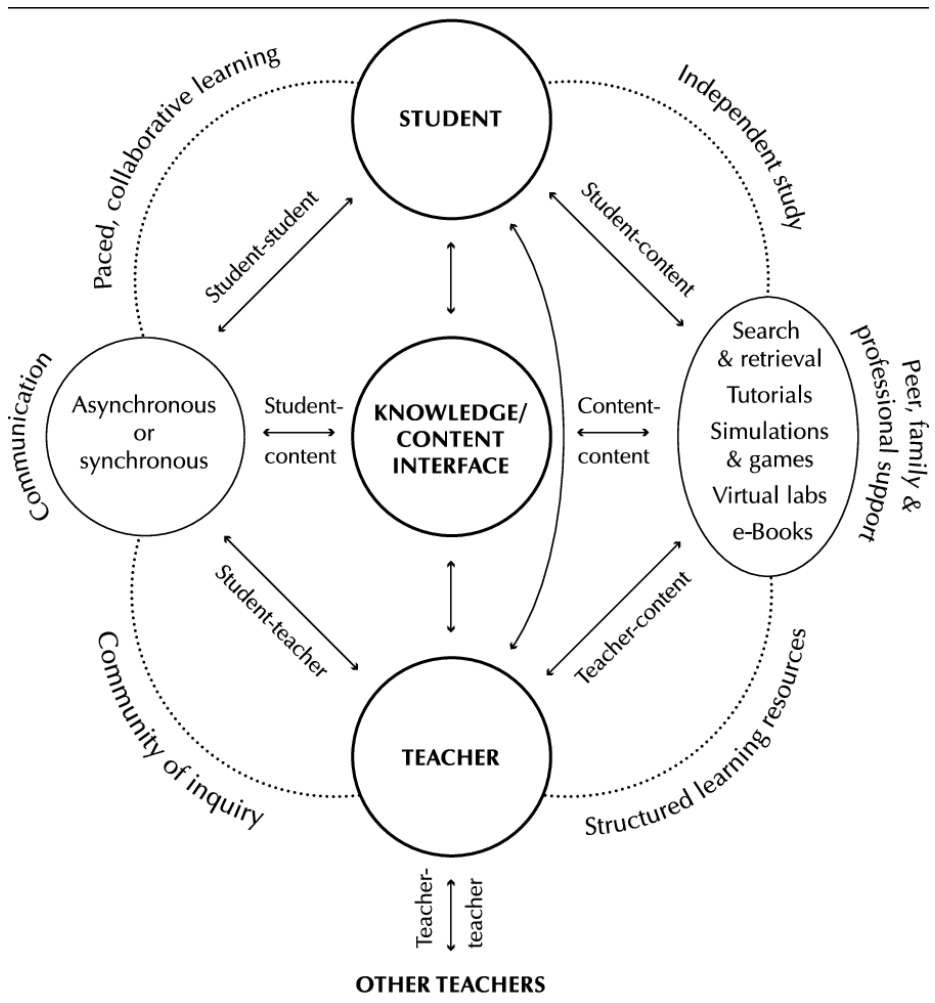 STUDENT
Paced, collaborative learning
Independent study
Student-student
Student-content
Communication
Asynchronous
or
synchronous
Student-
content
KNOWLEDGE/
CONTENT
INTERFACE
Content-
content
Search
& retrieval
Tutorials
Simulations
& games
Virtual labs
e-Books
Peer, family &
professional support
Student-teacher
Teacher-content
Community of inquiry
TEACHER
Structured learning resources
Teacher-
teacher
OTHER TEACHERS